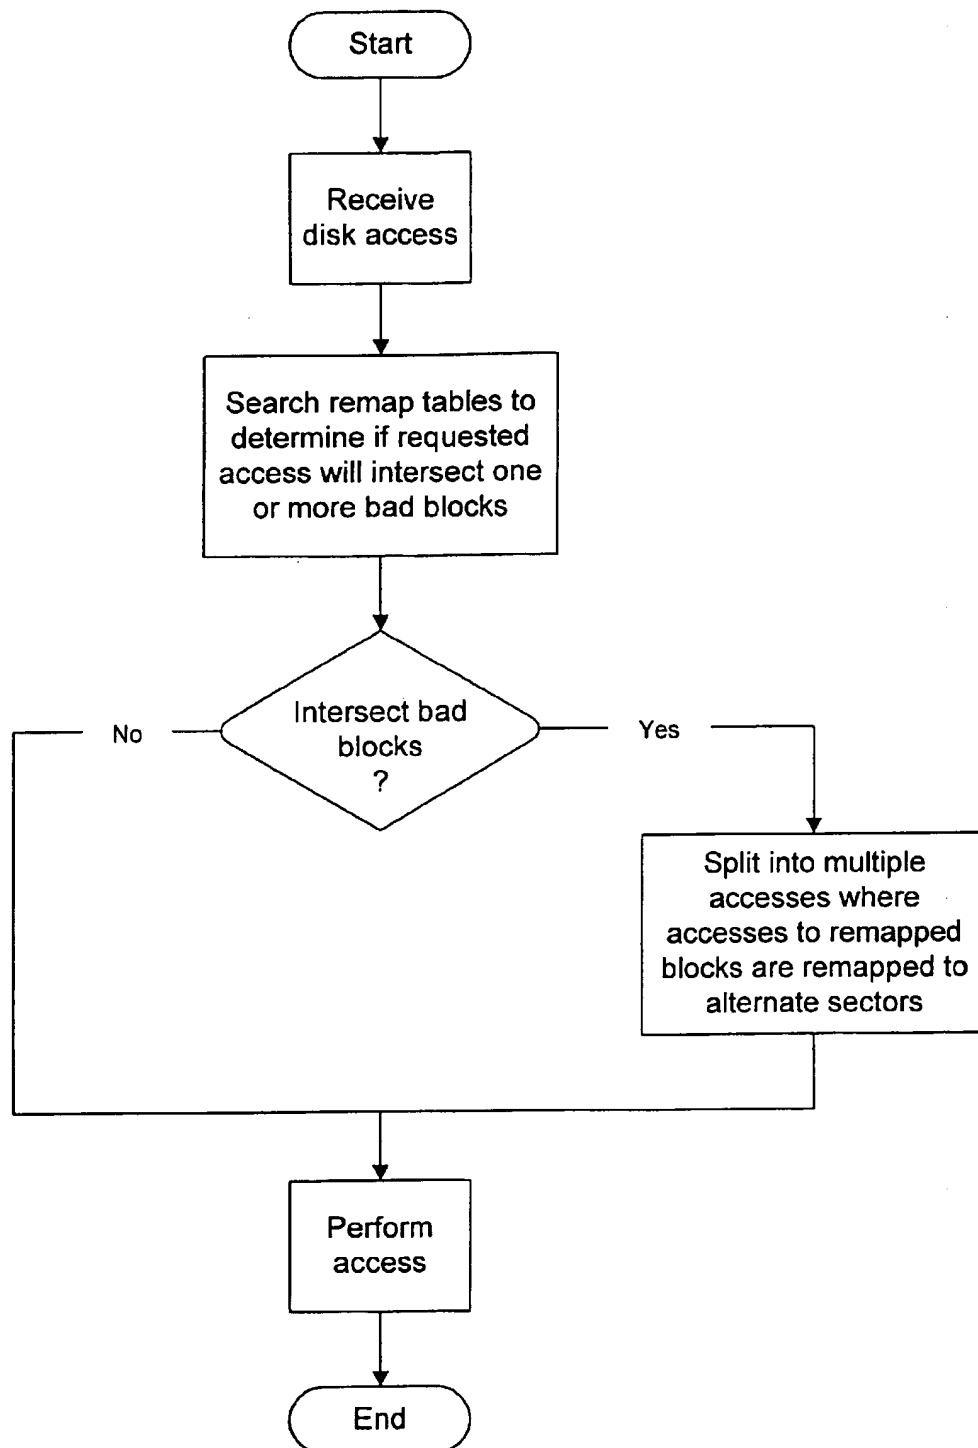 Start
Receive
disk access
Search remap tables to
determine if requested
access will intersect one
or more bad blocks
Intersect bad
blocks
?
No
Yes
Split into multiple
accesses where
accesses to remapped
blocks are remapped to
alternate sectors
Perform
access
End